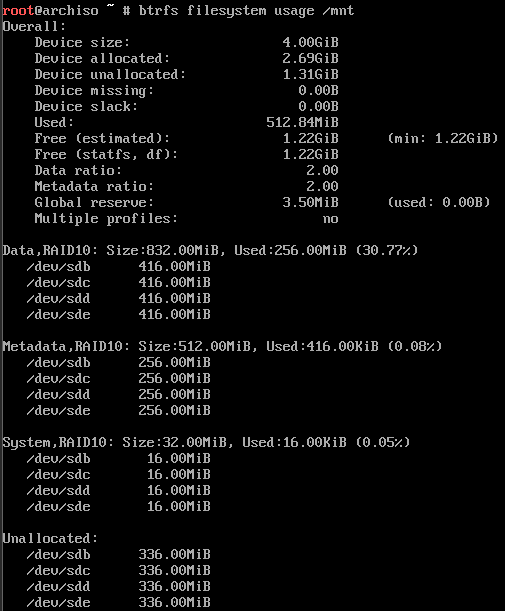 root@archiso ~ # btrfs filesystem usage /mnt
Overall:
    Device size:                   4.00GiB
    Device allocated:              2.69GiB
    Device unallocated:            1.31GiB
    Device missing:                  0.00B
    Device slack:                    0.00B
    Used:                        512.84MiB
    Free (estimated):              1.22GiB      (min: 1.22GiB)
    Free (statfs, df):             1.22GiB
    Data ratio:                       2.00
    Metadata ratio:                   2.00
    Global reserve:                3.50MiB      (used: 0.00B)
    Multiple profiles:                  no

Data,RAID10: Size:832.00MiB, Used:256.00MiB (30.77%)
   /dev/sdb      416.00MiB
   /dev/sdc      416.00MiB
   /dev/sdd      416.00MiB
   /dev/sde      416.00MiB

Metadata,RAID10: Size:512.00MiB, Used:416.00KiB (0.08%)
   /dev/sdb      256.00MiB
   /dev/sdc      256.00MiB
   /dev/sdd      256.00MiB
   /dev/sde      256.00MiB

System,RAID10: Size:32.00MiB, Used:16.00KiB (0.05%)
   /dev/sdb       16.00MiB
   /dev/sdc       16.00MiB
   /dev/sdd       16.00MiB
   /dev/sde       16.00MiB

Unallocated:
   /dev/sdb      336.00MiB
   /dev/sdc      336.00MiB
   /dev/sdd      336.00MiB
   /dev/sde      336.00MiB